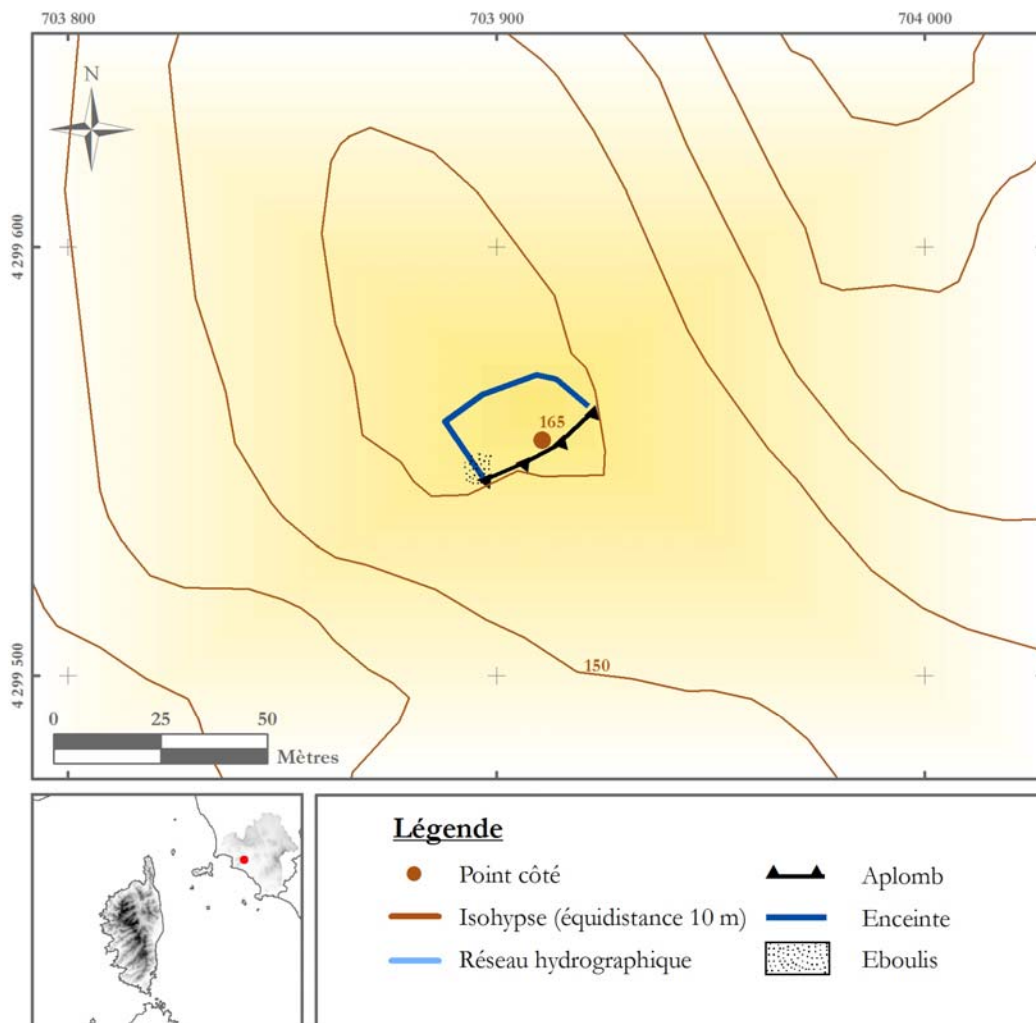 703 800 703 900 704 000
N
4 299 600
165
4 299 500
150
0 25 50
Mètres
Légende
Point côté
Isohypse (équidistance 10 m)
Réseau hydrographique
Aplomb
Enceinte
Eboulis